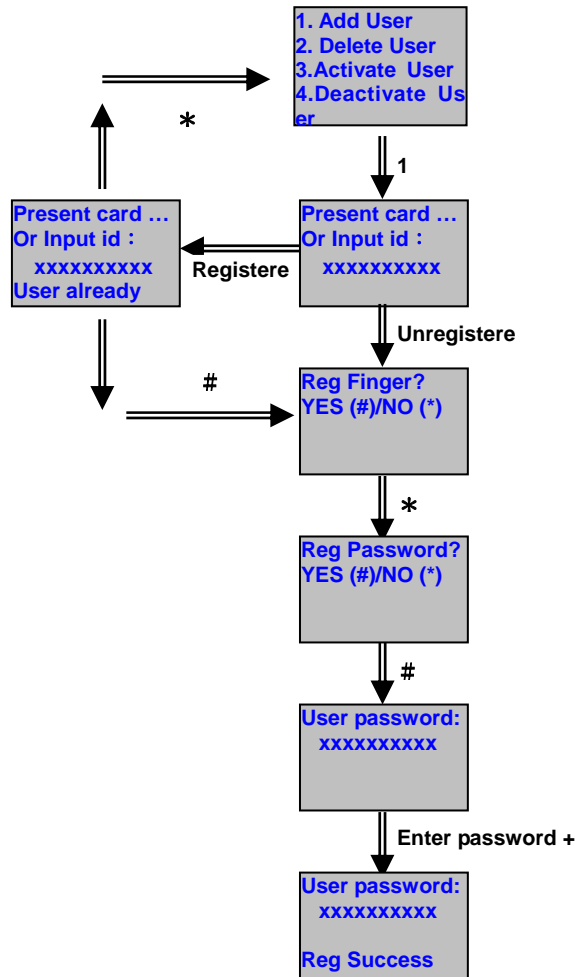 1. Add User
2. Delete User
3.Activate User
4.Deactivate Us
er
*
1
Present card …
Or Input id：
xxxxxxxxxx
User already
Registere
Present card …
Or Input id：
xxxxxxxxxx
Unregistere
#
Reg Finger?
YES (#)/NO (*)
*
Reg Password?
YES (#)/NO (*)
#
User password:
xxxxxxxxxx
Enter password +
User password:
xxxxxxxxxx
Reg Success